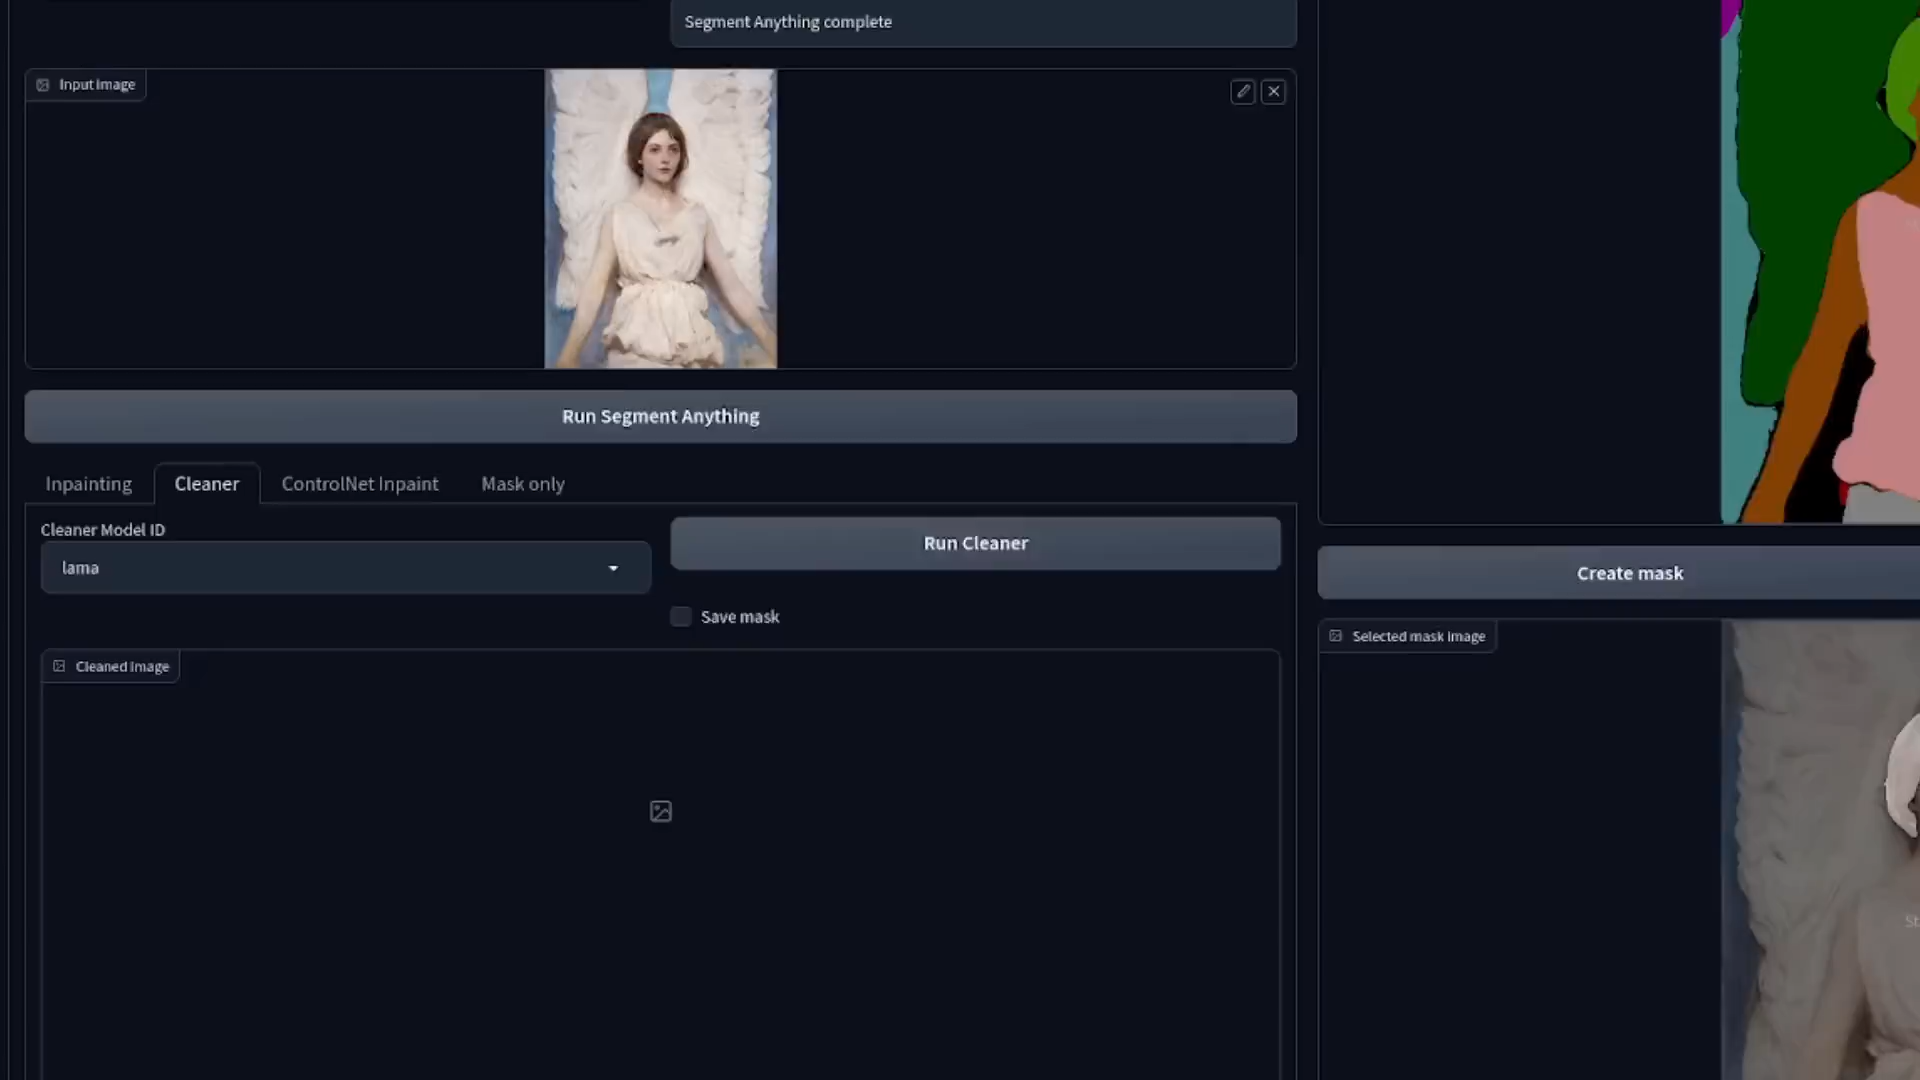 Segment Anything complete
Input Image
Run Segment Anything
Inpainting
Cleaner
ControlNet Inpaint
Mask only
Cleaner Model ID
lama
Run Cleaner
Save mask
Cleaned image
Create mask
Selected mask image